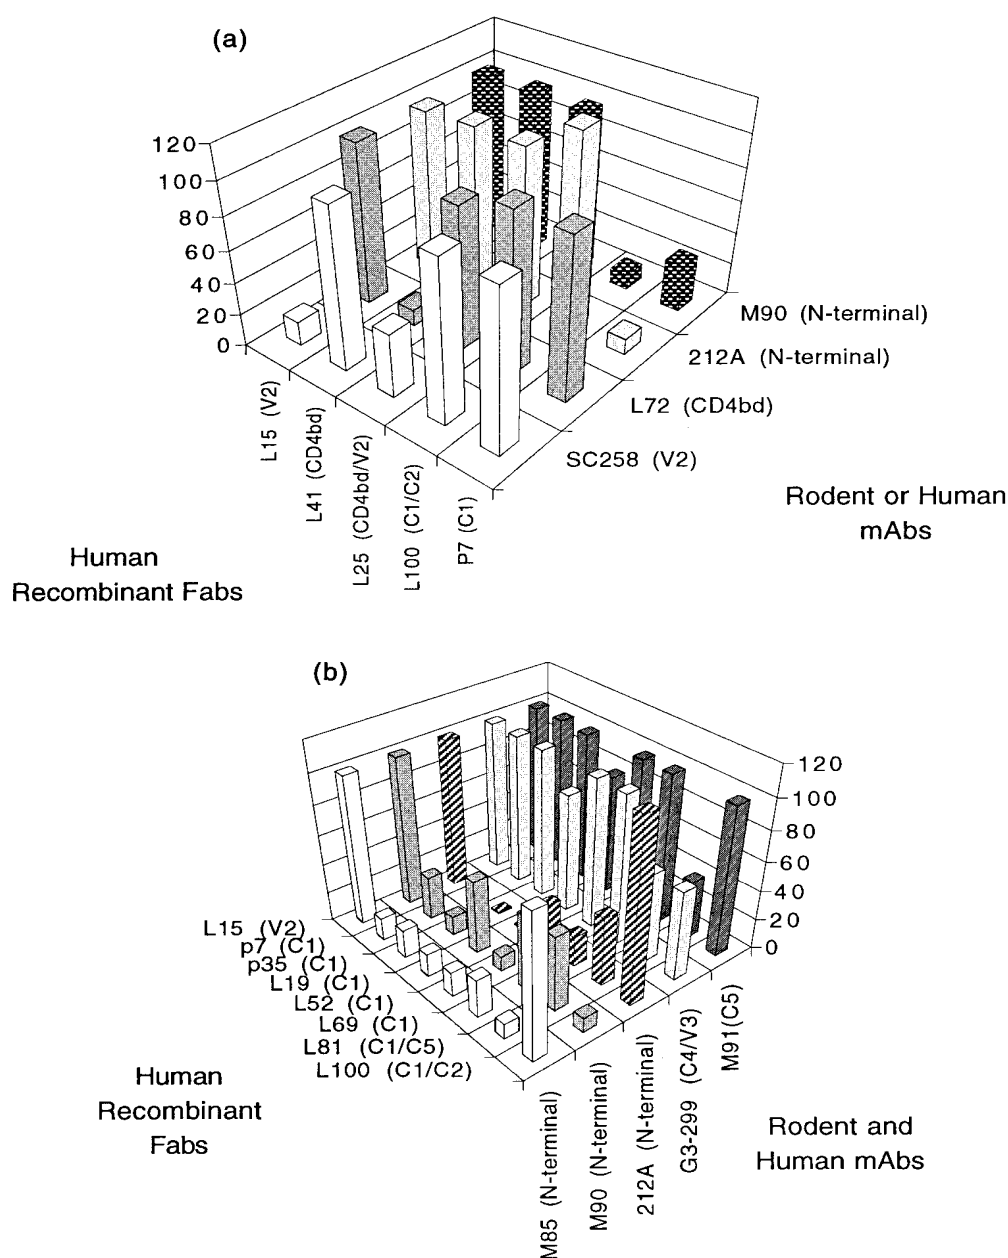 (a)
120
100
80
60
40
20
0
L15 (V2)
L41 (CD4bd)
L25 (CD4bd/V2)
L100 (C1/C2)
P7 (C1)
M90 (N-terminal)
212A (N-terminal)
L72 (CD4bd)
SC258 (V2)
Rodent or Human
mAbs
Human
Recombinant Fabs
(b)
120
100
80
60
40
20
0
L15 (V2)
p7 (C1)
p35 (C1)
L19 (C1)
L52 (C1)
L69 (C1)
L81 (C1/C5)
L100 (C1/C2)
M85 (N-terminal)
M90 (N-terminal)
212A (N-terminal)
G3-299 (C4/V3)
M91(C5)
Human
Recombinant
Fabs
Rodent and
Human mAbs